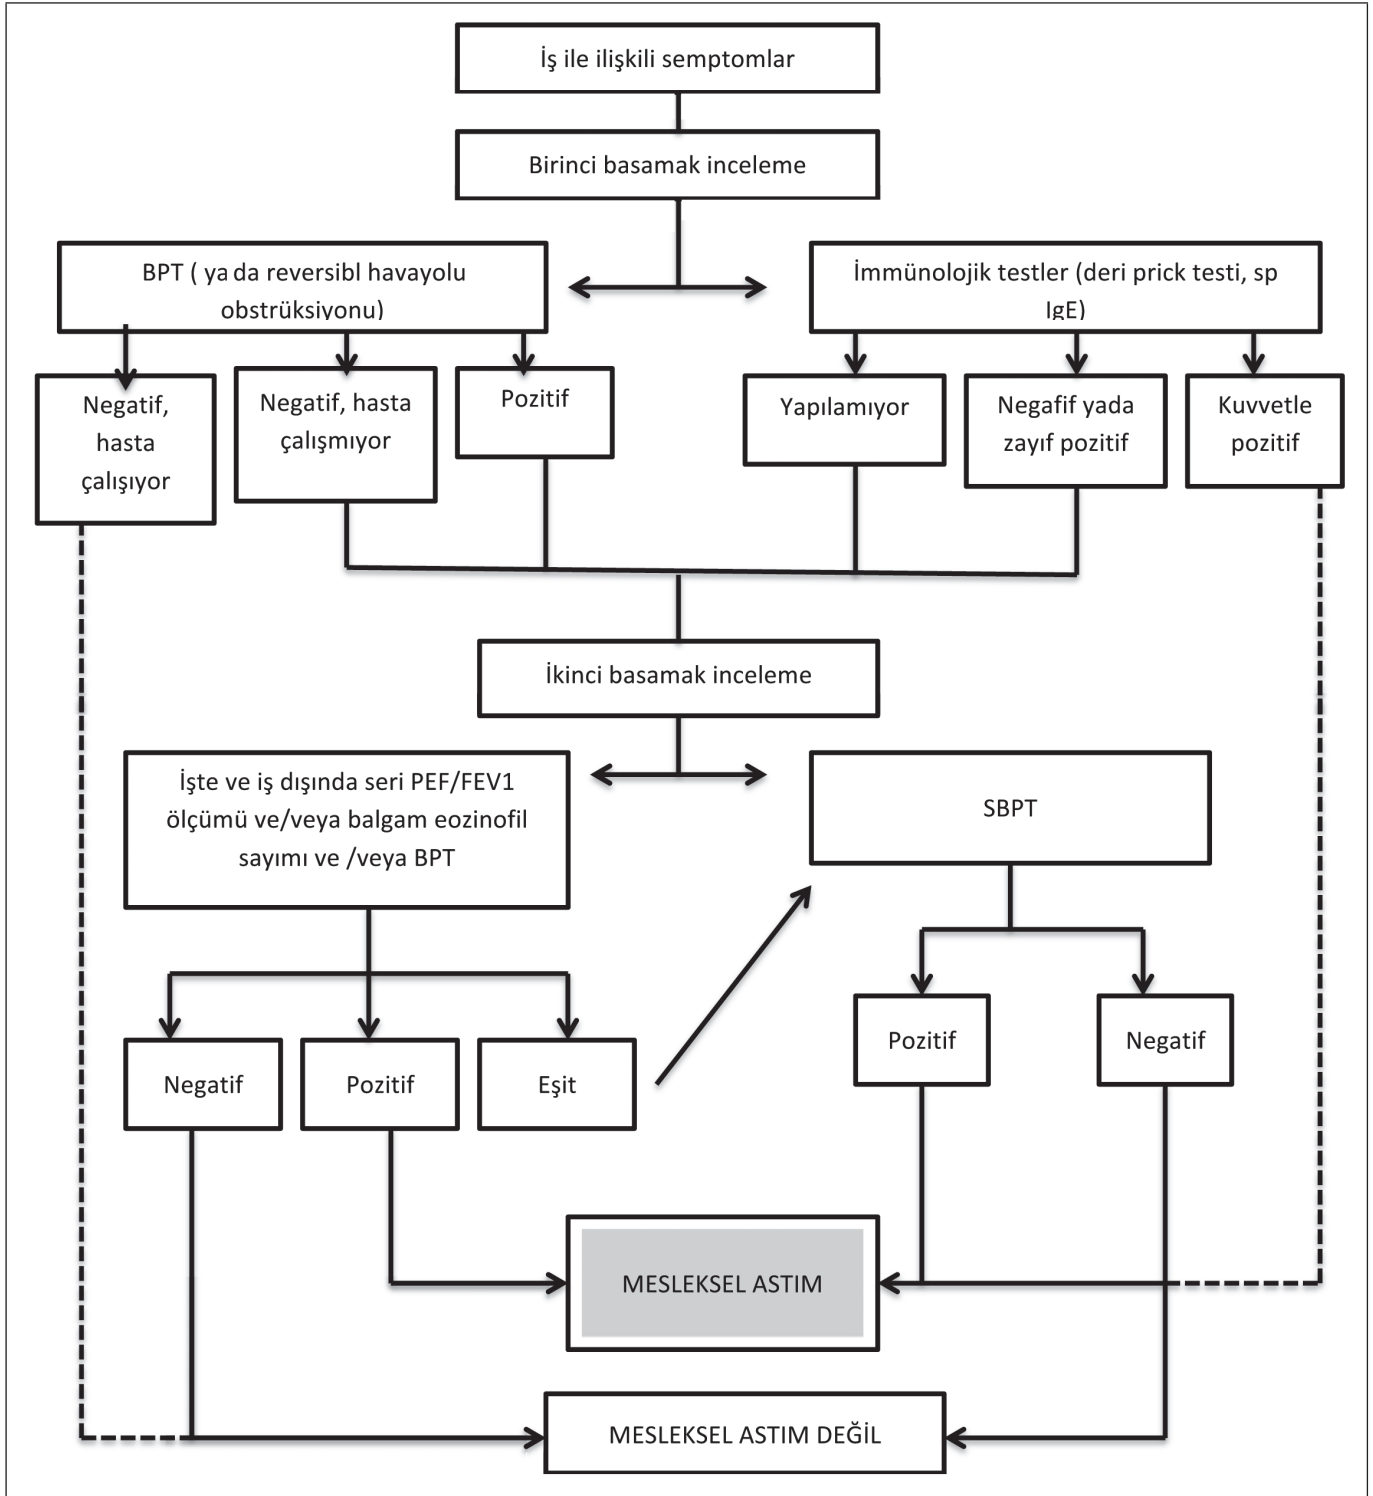 İş ile ilişkili semptomlar
Birinci basamak inceleme
BPT ( ya da reversibl havayolu
obstrüksiyonu)
İmmünolojik testler (deri prick testi, sp
IgE)
Negatif,
hasta
çalışıyor
Negatif, hasta
çalışmıyor
Pozitif
Yapılamıyor
Negafif yada
zayıf pozitif
Kuvvetle
pozitif
İkinci basamak inceleme
İşte ve iş dışında seri PEF/FEV1
ölçümü ve/veya balgam eozinofil
sayımı ve /veya BPT
SBPT
Pozitif
Negatif
Negatif
Pozitif
Eşit
MESLEKSEL ASTIM
MESLEKSEL ASTIM DEĞİL